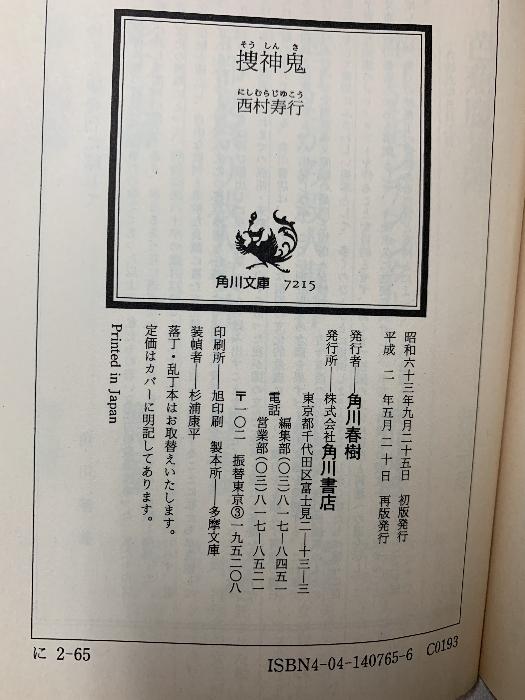 そうしんき
捜神鬼
にしむらじゆこう
西村寿行
角川文庫 7215
昭和六十三年九月二十五日 初版発行
平成 二 年五月二十日 再版発行
発行者――角川春樹
発行所――株式会社角川書店
東京都千代田区富士見二―十三―三
電話 編集部(〇三)八一七―八四五一
営業部(〇三)八一七―八五二一
〒一〇二 振替東京③一九五二〇八
印刷所――旭印刷 製本所――多摩文庫
装幀者――杉浦康平
落丁・乱丁本はお取替えいたします。
定価はカバーに明記してあります。
Printed in Japan
に 2-65
ISBN4-04-140765-6 C0193